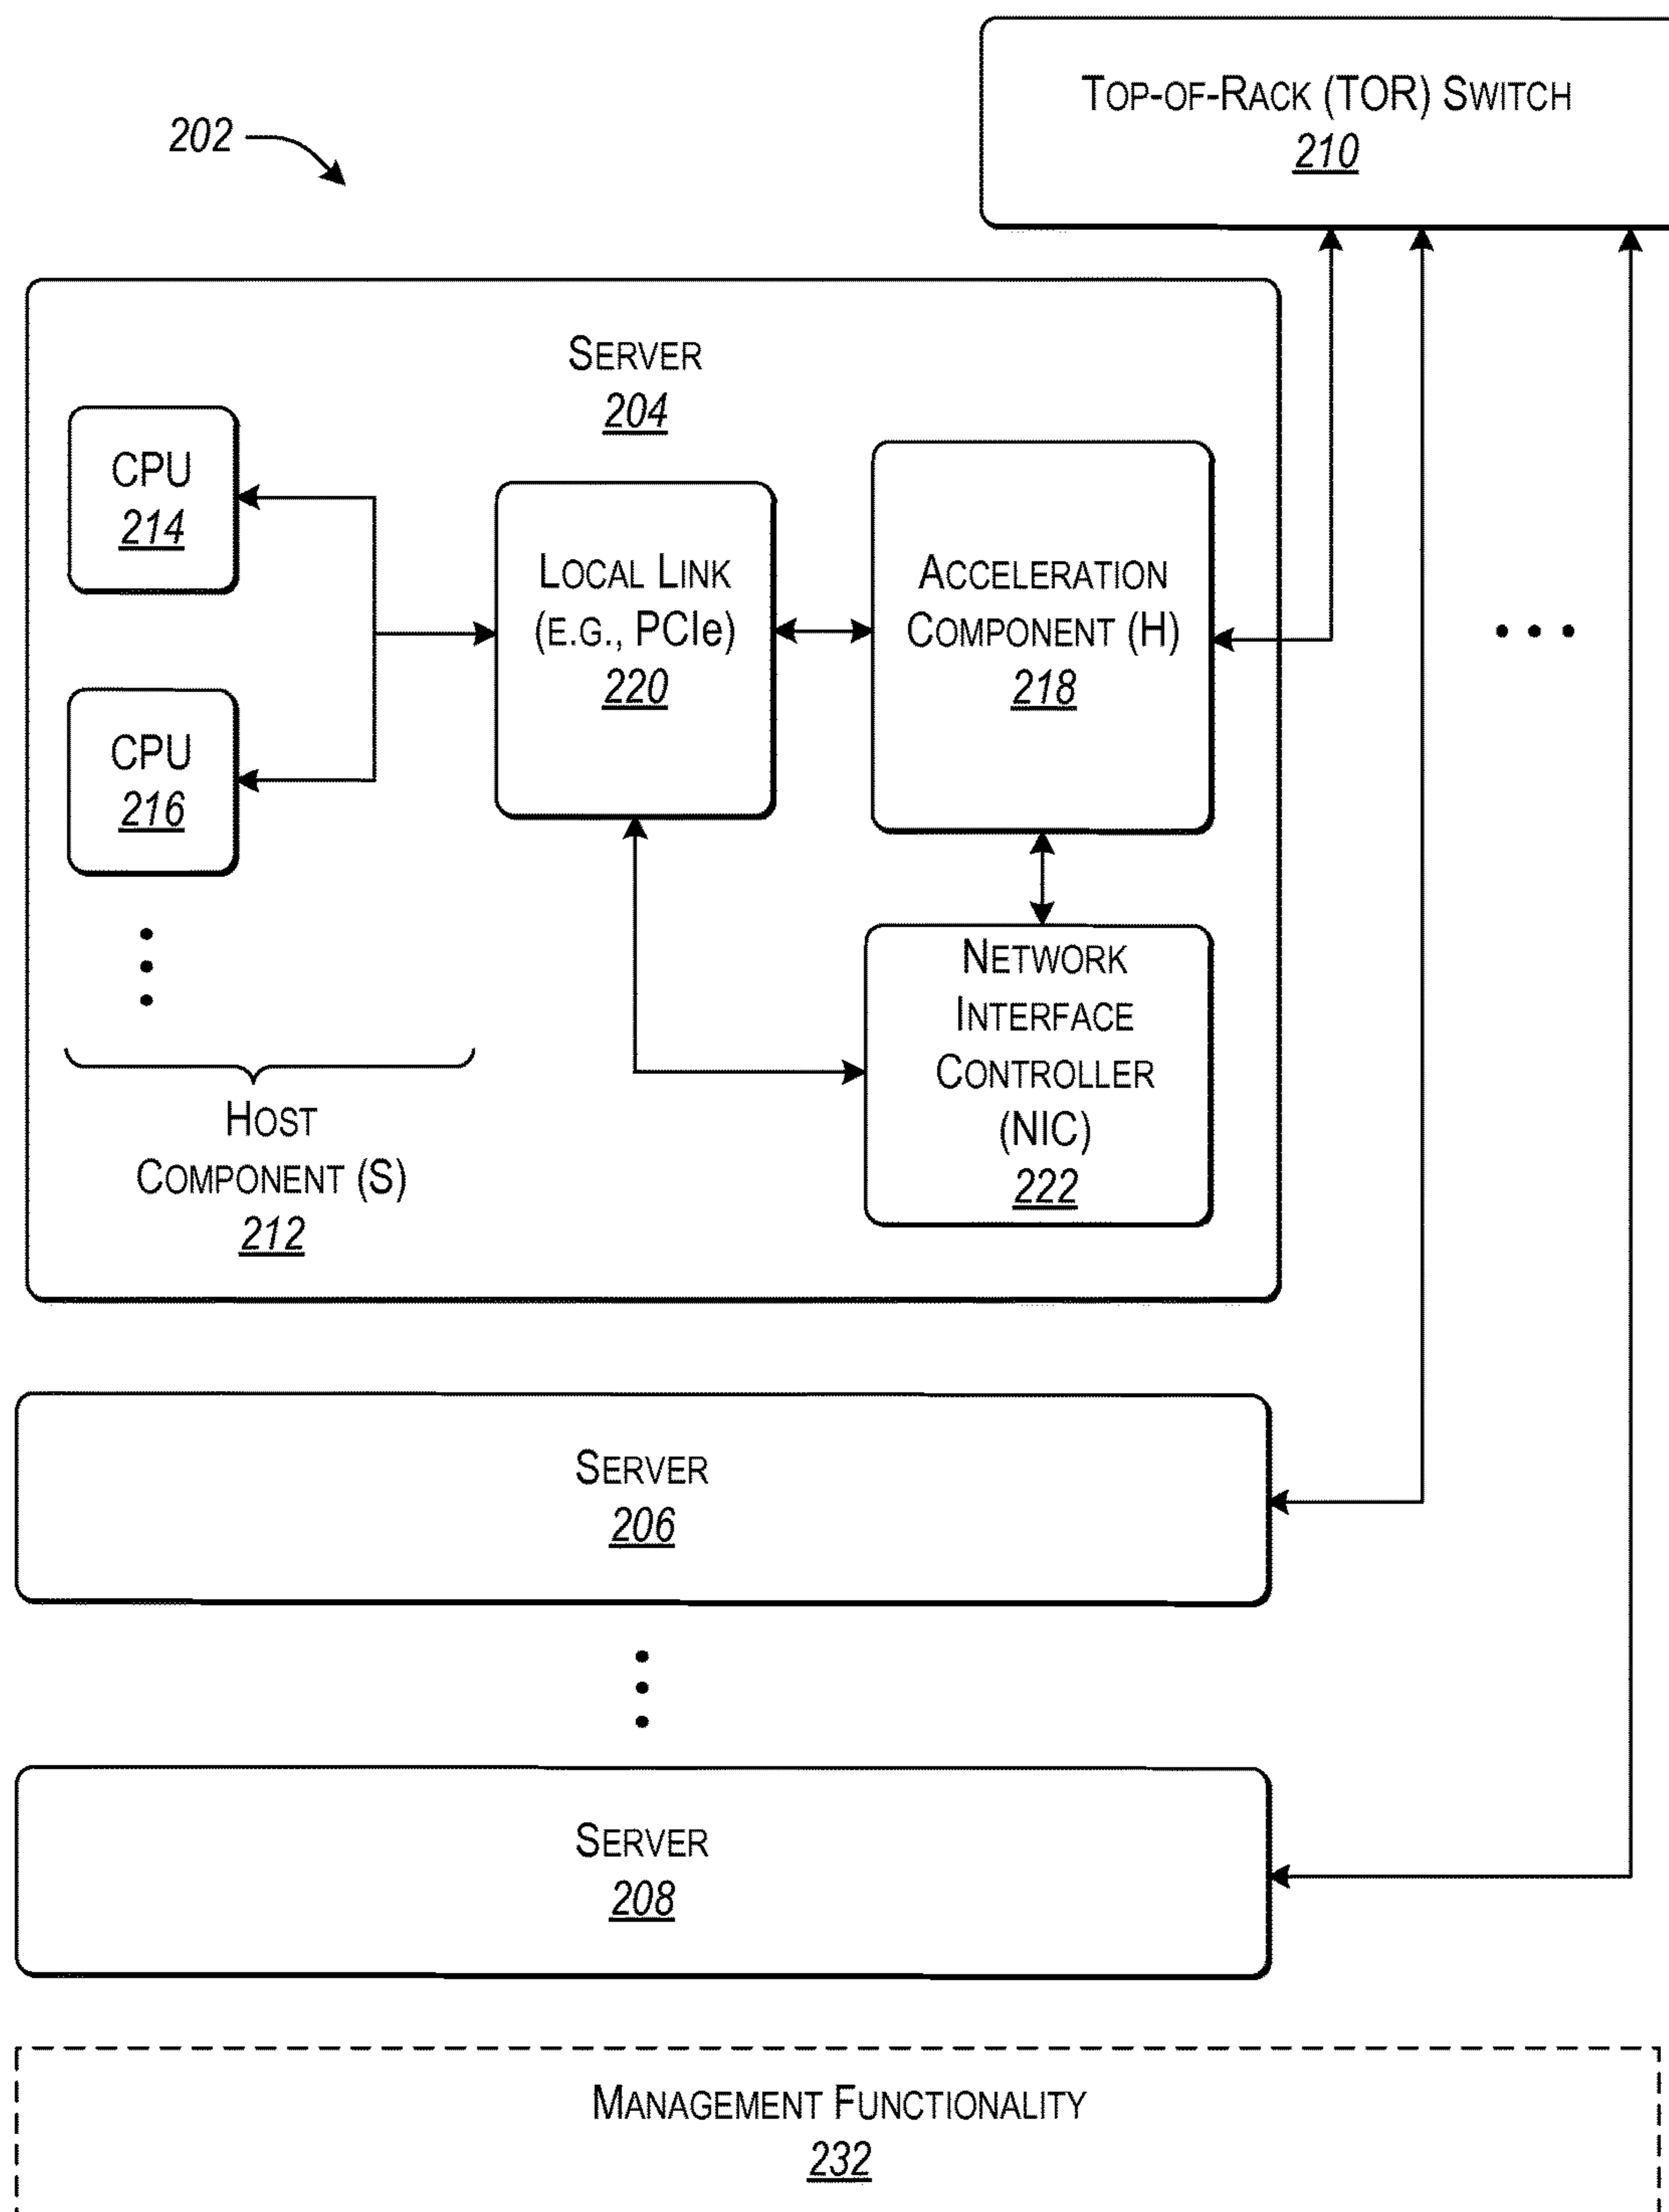 TOP-OF-RACK (TOR) SWITCH
210
202
SERVER
204
CPU
214
LOCAL LINK
(E.G., PCIe)
220
ACCELERATION
COMPONENT (H)
218
CPU
216
NETWORK
INTERFACE
CONTROLLER
(NIC)
222
HOST
COMPONENT (S)
212
SERVER
206
SERVER
208
MANAGEMENT FUNCTIONALITY
232